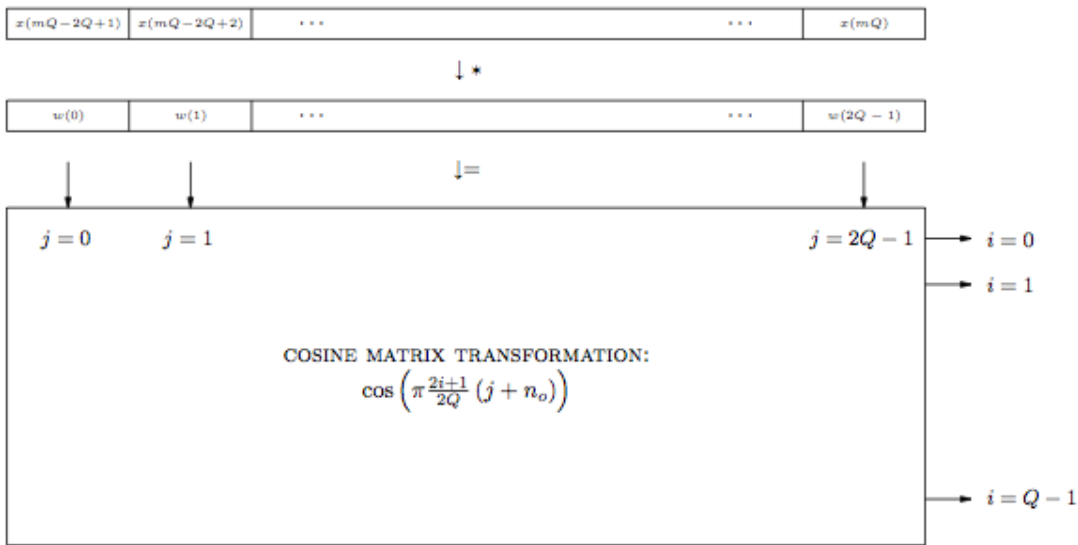 x(mQ−2Q+1) x(mQ−2Q+2) ... ... x(mQ)
↓ *
w(0) w(1) ... ... w(2Q − 1)
↓=
j = 0 j = 1 j = 2Q − 1 i = 0
i = 1
COSINE MATRIX TRANSFORMATION:
cos (π 2i+1/2Q (j + n_o))
i = Q − 1